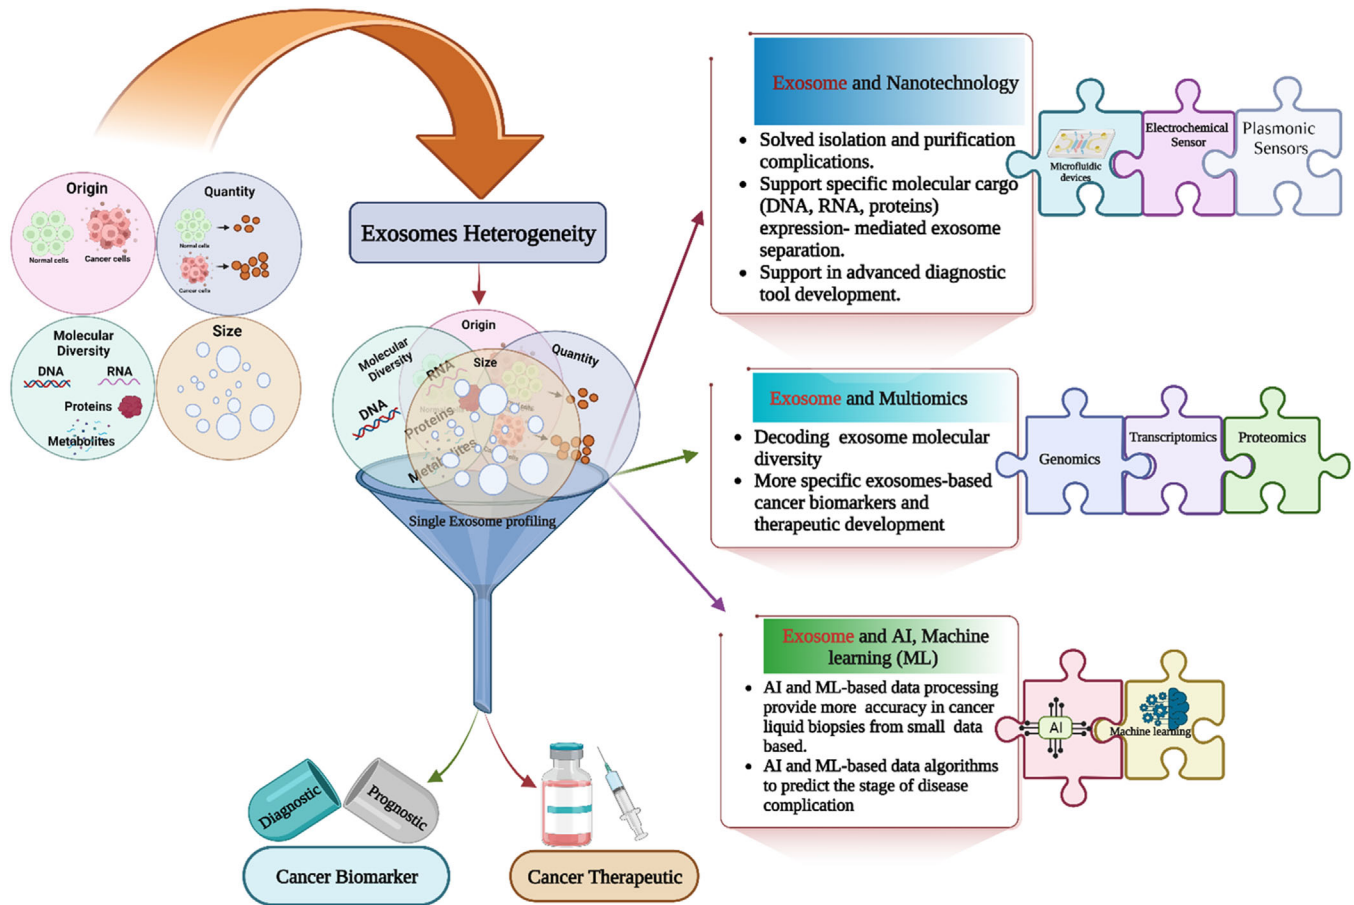 Origin
Normal cells
Cancer cells
Quantity
Normal cells
Cancer cells
Molecular
Diversity
DNA
RNA
Proteins
Metabolites
Size
Exosomes Heterogeneity
Origin
Molecular
Diversity
Quantity
Size
RNA
DNA
Proteins
Metabolites
Single Exosome profiling
Diagnostic
Prognostic
Cancer Biomarker
Cancer Therapeutic
Exosome and Nanotechnology
• Solved isolation and purification
complications.
• Support specific molecular cargo
(DNA, RNA, proteins)
expression- mediated exosome
separation.
• Support in advanced diagnostic
tool development.
Microfluidic
devices
Electrochemical
Sensor
Plasmonic
Sensors
Exosome and Multiomics
• Decoding exosome molecular
diversity
• More specific exosomes-based
cancer biomarkers and
therapeutic development
Genomics
Transcriptomics
Proteomics
Exosome and AI, Machine
learning (ML)
• AI and ML-based data processing
provide more accuracy in cancer
liquid biopsies from small data
based.
• AI and ML-based data algorithms
to predict the stage of disease
complication
AI
Machine learning